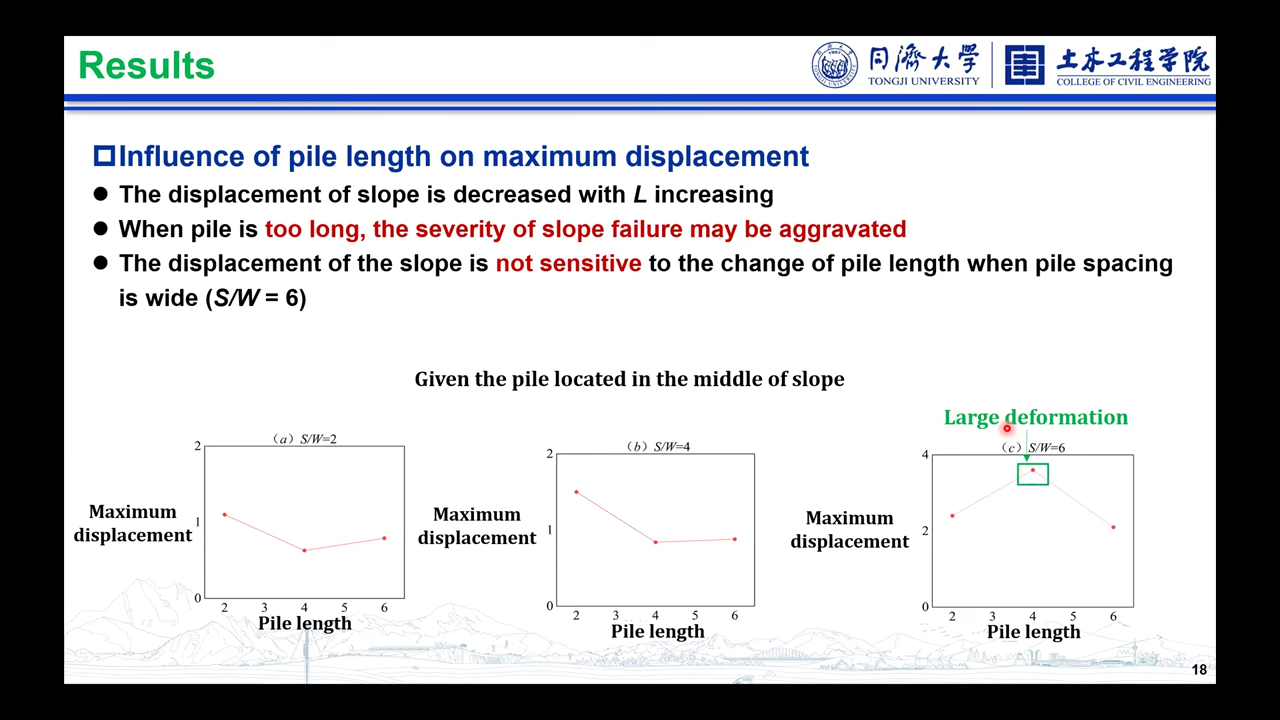 Results
同濟大学
TONGJI UNIVERSITY
土木工程学院
COLLEGE OF CIVIL ENGINEERING
Influence of pile length on maximum displacement
The displacement of slope is decreased with L increasing
When pile is too long, the severity of slope failure may be aggravated
The displacement of the slope is not sensitive to the change of pile length when pile spacing
is wide (S/W = 6)
Given the pile located in the middle of slope
(a) S/W=2
2
1
0
Maximum
displacement
2 3 4 5 6
Pile length
(b) S/W=4
2
1
0
Maximum
displacement
2 3 4 5 6
Pile length
Large deformation
(c) S/W=6
4
2
0
Maximum
displacement
2 3 4 5 6
Pile length
18